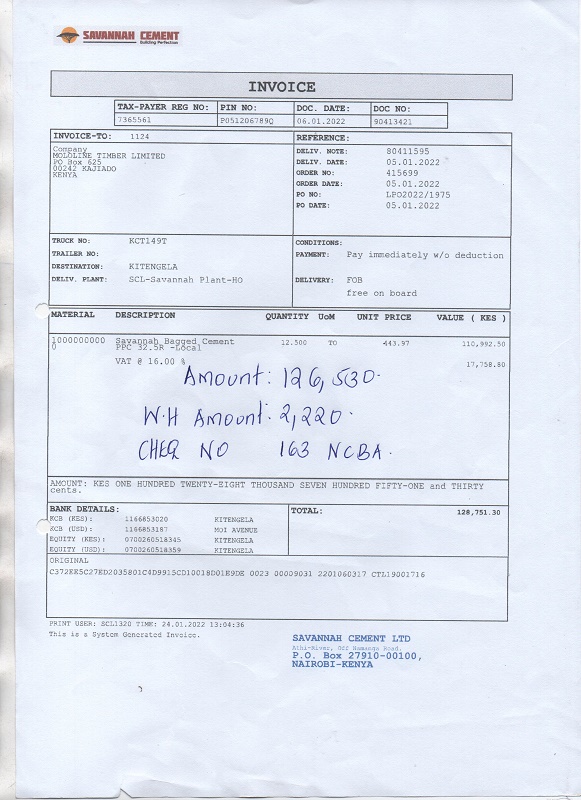 SAVANNAH CEMENT
Building Perfection
INVOICE
TAX-PAYER REG NO: PIN NO: DOC. DATE: DOC NO:
7365561 P051206789Q 06.01.2022 90413421
INVOICE-TO: 1124
Company
MOLOLINE TIMBER LIMITED
PO Box 625
00242 KAJIADO
KENYA
REFERENCE:
DELIV. NOTE: 80411595
DELIV. DATE: 05.01.2022
ORDER NO: 415699
ORDER DATE: 05.01.2022
PO NO: LPO2022/1975
PO DATE: 05.01.2022
TRUCK NO: KCT149T
TRAILER NO:
DESTINATION: KITENGELA
DELIV. PLANT: SCL-Savannah Plant-HO
CONDITIONS:
PAYMENT: Pay immediately w/o deduction
DELIVERY: FOB
free on board
MATERIAL DESCRIPTION QUANTITY UoM UNIT PRICE VALUE ( KES )
1000000000 Savannah Bagged Cement 12.500 TO 443.97 110,992.50
0 PPC 32.5R -Local
VAT @ 16.00 % 17,758.80
Amount: 126,530.
W.H Amount: 2,220.
CHEQ NO 163 NCBA.
AMOUNT: KES ONE HUNDRED TWENTY-EIGHT THOUSAND SEVEN HUNDRED FIFTY-ONE and THIRTY
cents.
BANK DETAILS:
KCB (KES): 1166853020 KITENGELA
KCB (USD): 1166853187 MOI AVENUE
EQUITY (KES): 0700260518345 KITENGELA
EQUITY (USD): 0700260518359 KITENGELA
TOTAL: 128,751.30
ORIGINAL
C372EE5C27ED2035801C4D9915CD10018D01E9DE 0023 00009031 2201060317 CTL19001716
PRINT USER: SCL1320 TIME: 24.01.2022 13:04:36
This is a System Generated Invoice.
SAVANNAH CEMENT LTD
Athi-River, Off Namanga Road.
P.O. Box 27910-00100,
NAIROBI-KENYA